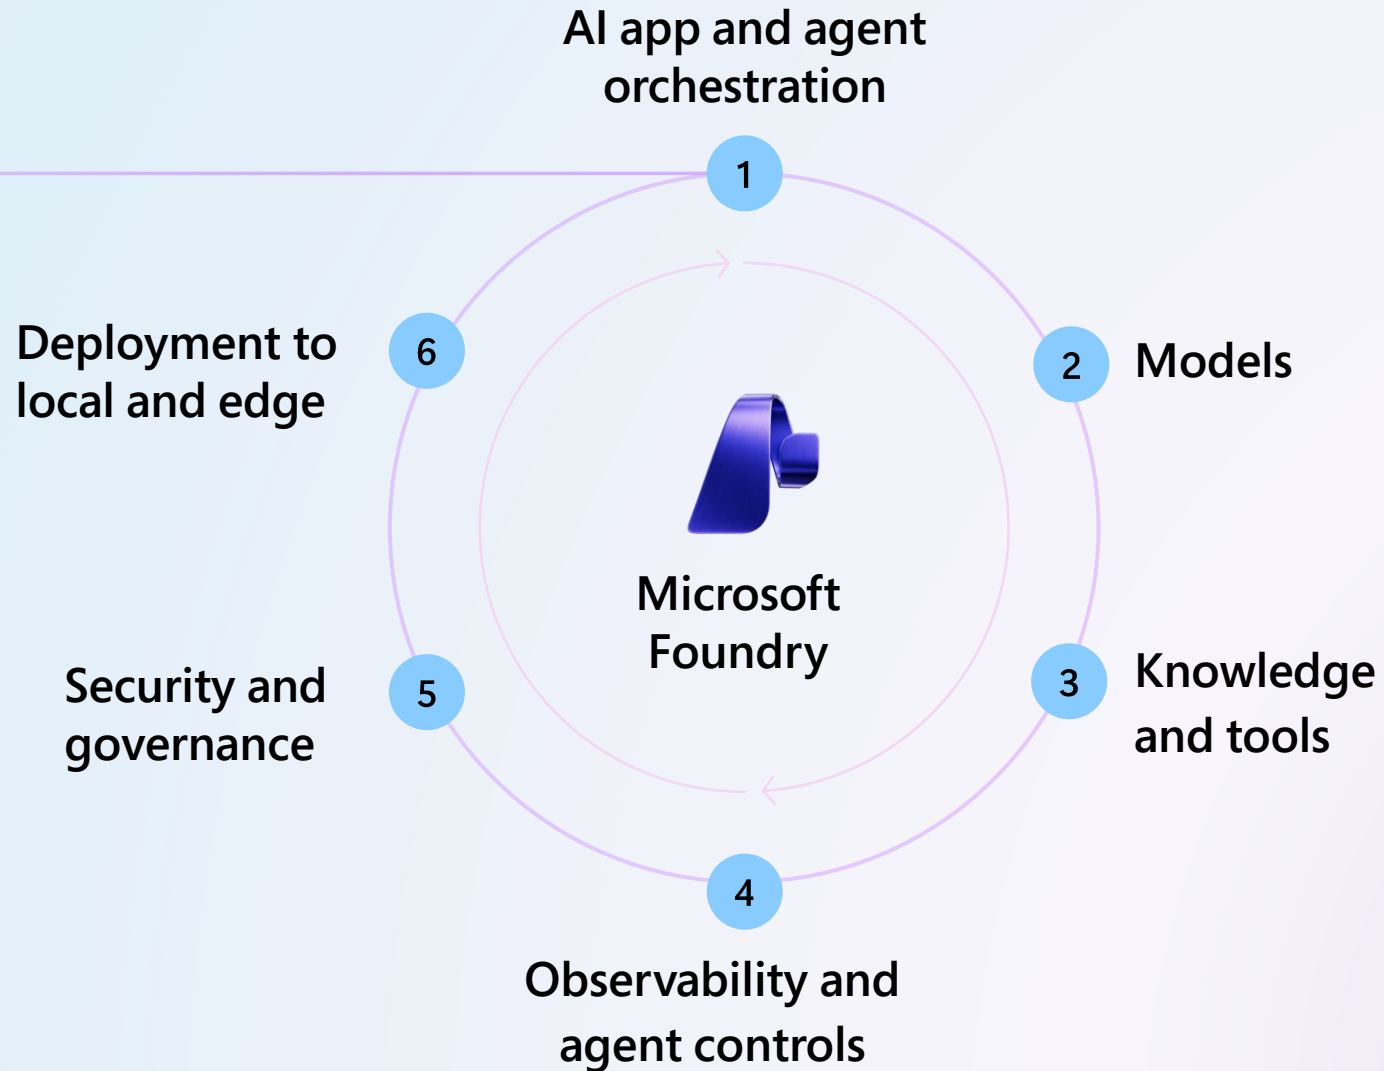 AI app and agent
orchestration
1
2
Models
3
Knowledge
and tools
4
Observability and
agent controls
5
Security and
governance
6
Deployment to
local and edge
Microsoft
Foundry